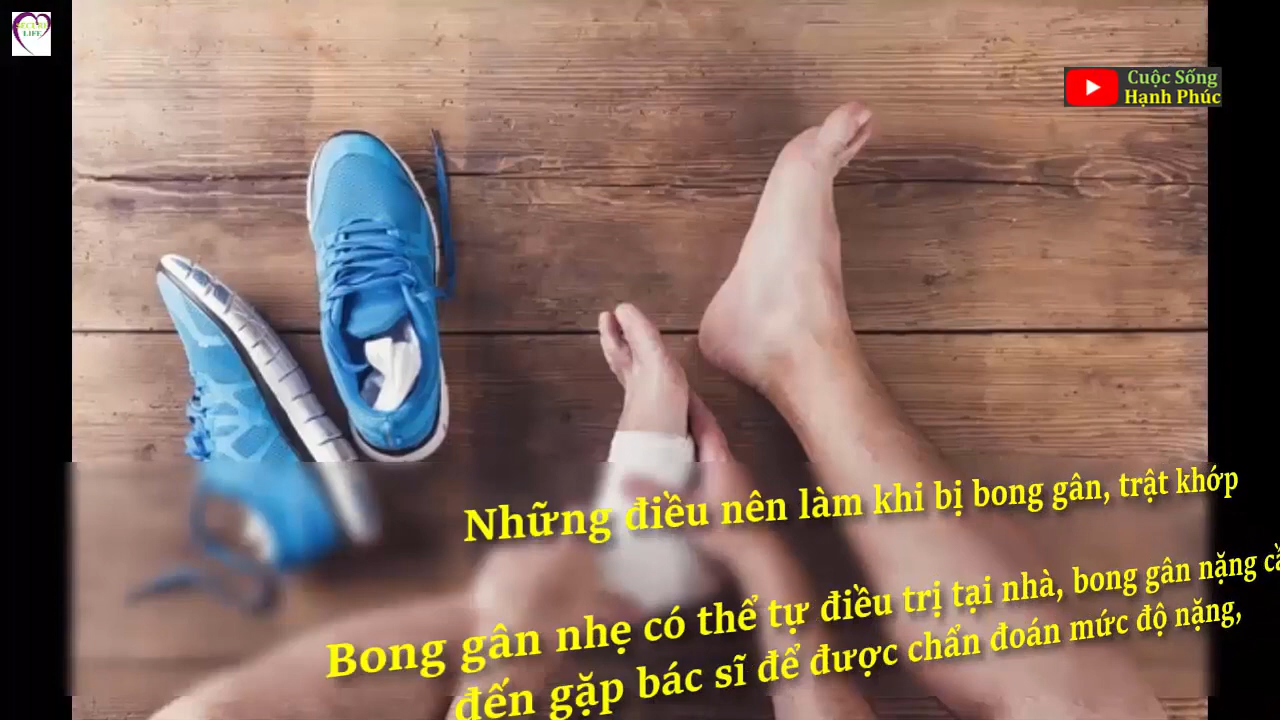 SECURE
LIFE
Cuộc Sống
Hạnh Phúc
Những điều nên làm khi bị bong gân, trật khớp
Bong gân nhẹ có thể tự điều trị tại nhà, bong gân nặng
đến gặp bác sĩ để được chẩn đoán mức độ nặng,